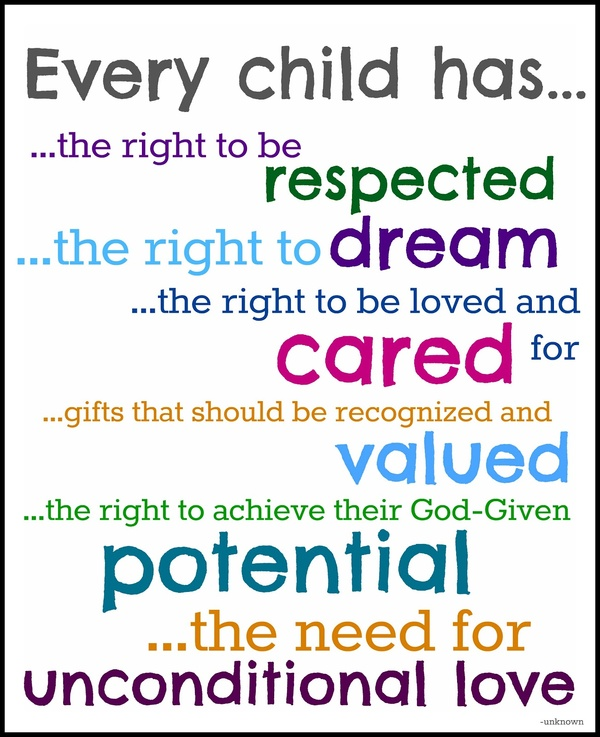 Every child has...
...the right to be
respected
...the right to dream
...the right to be loved and
cared for
...gifts that should be recognized and
valued
...the right to achieve their God-Given
potential
...the need for
unconditional love
-unknown